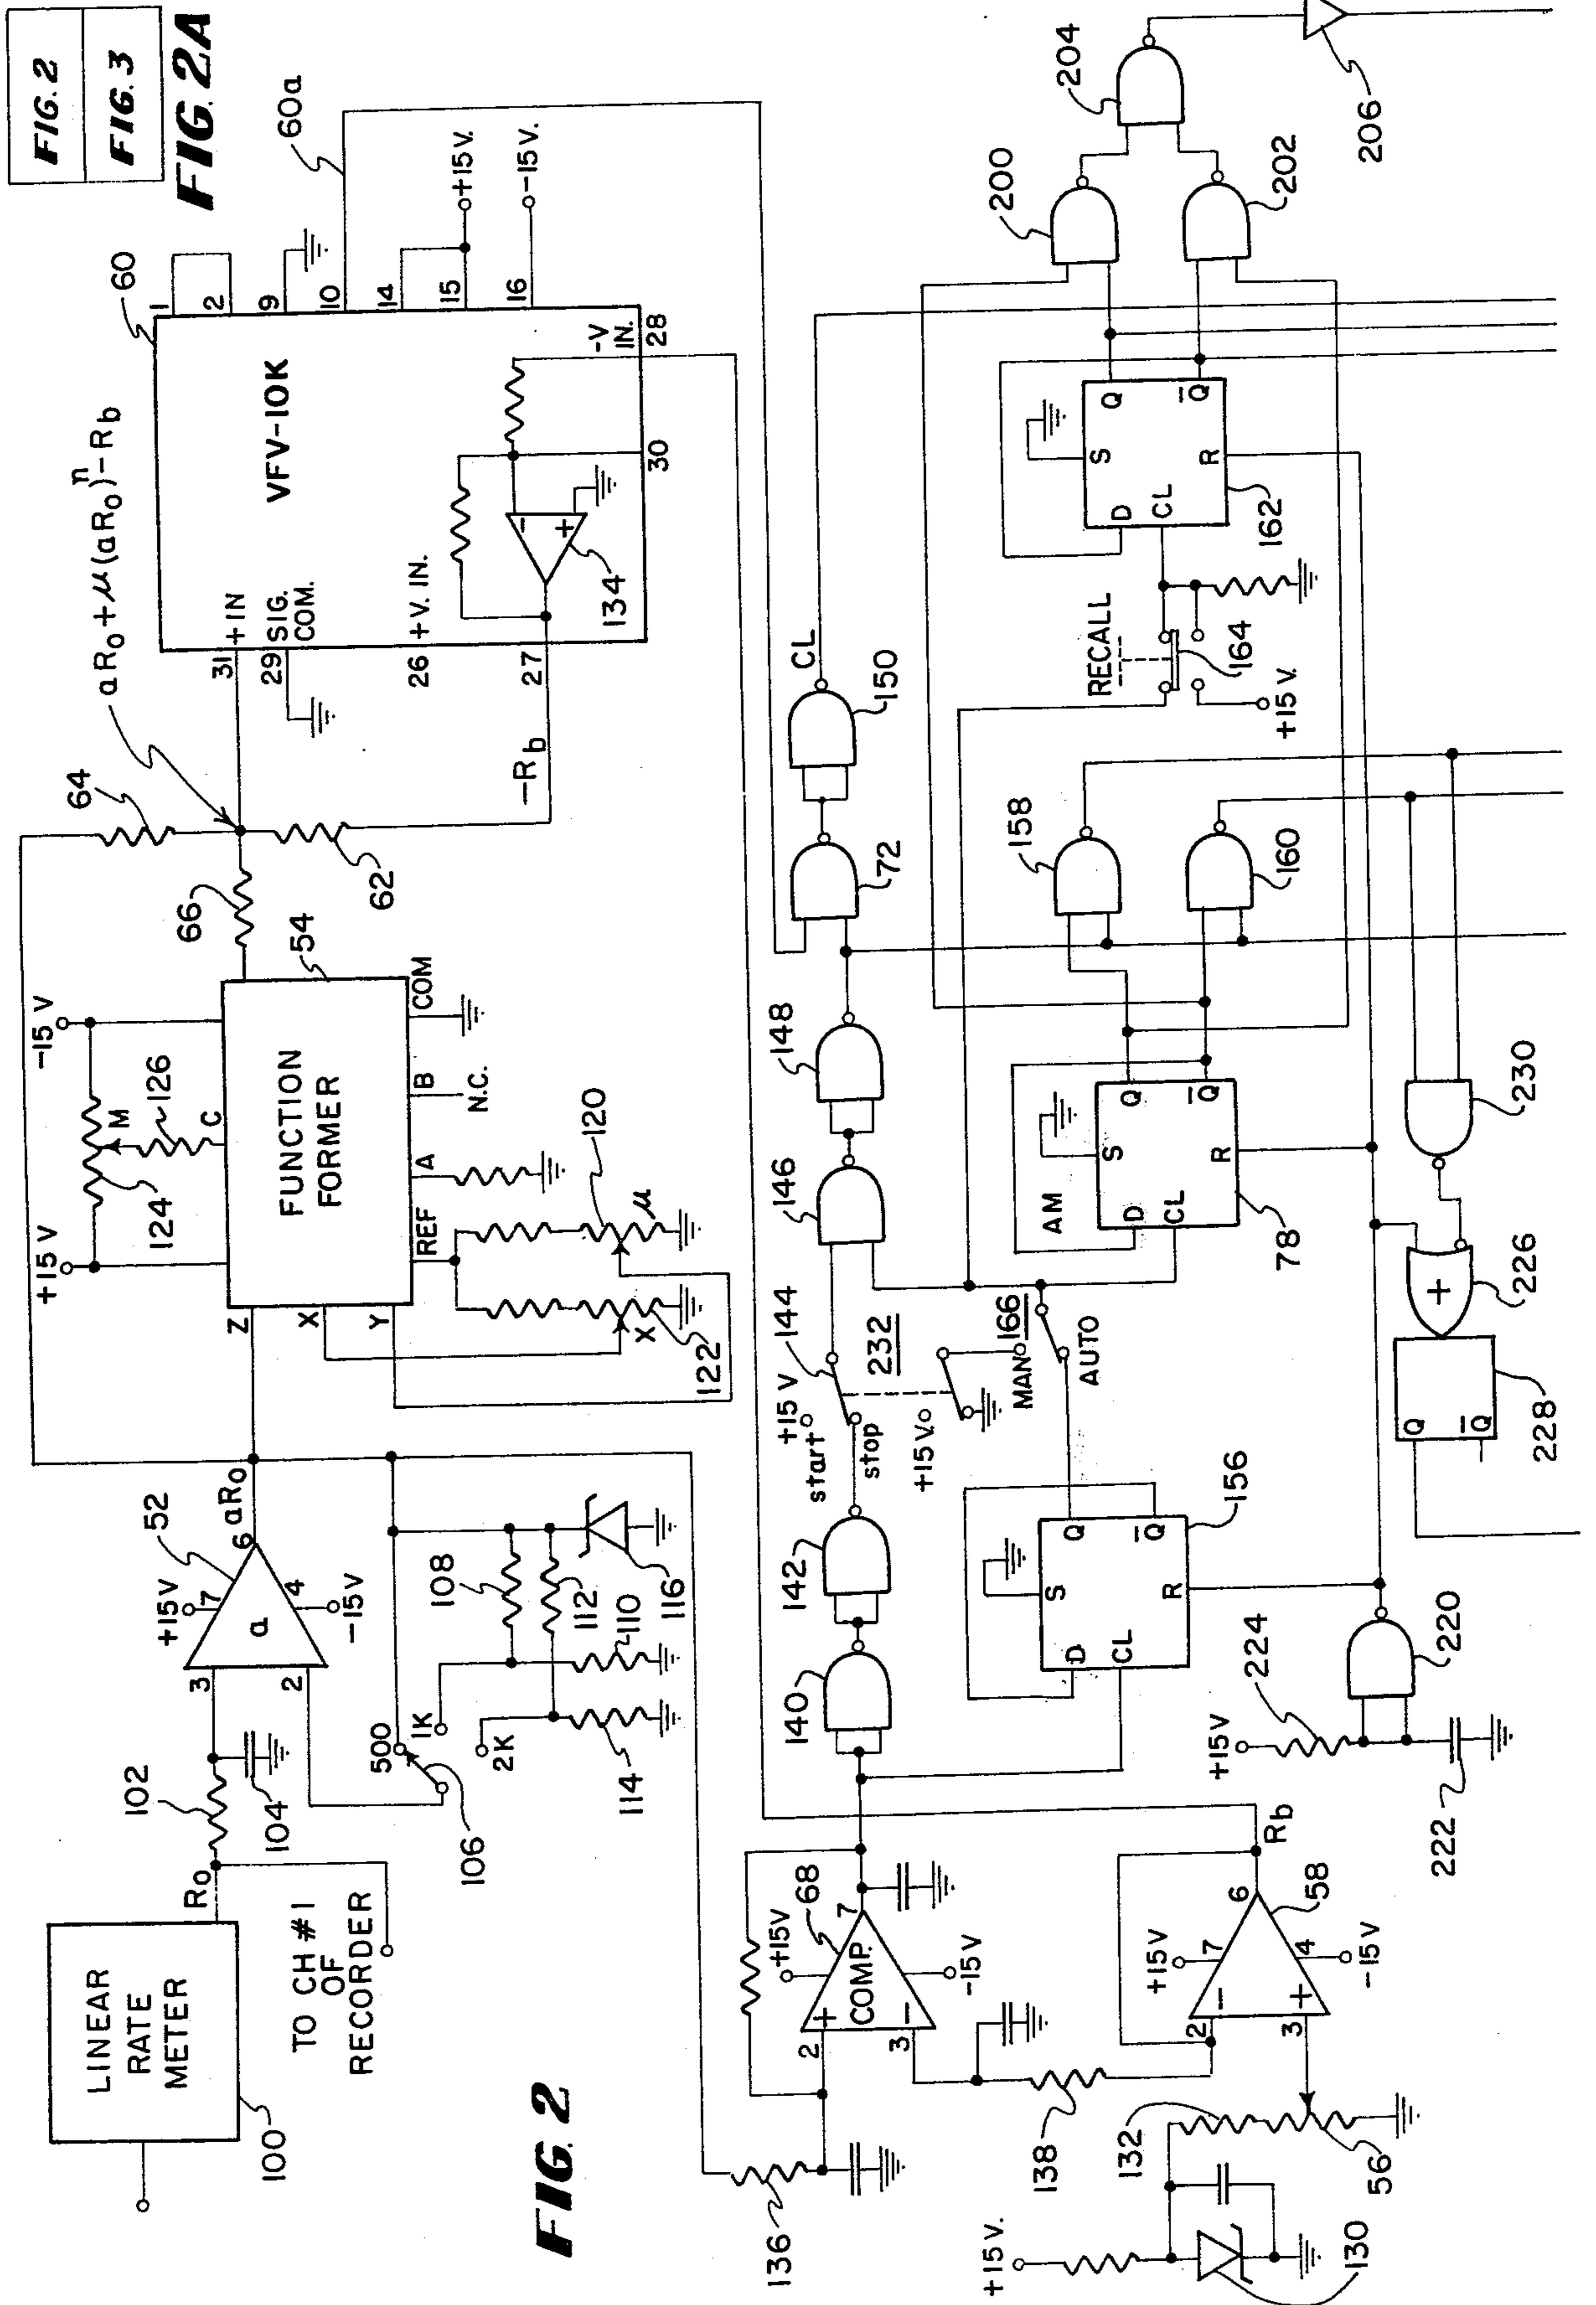 FIG. 2
FIG. 3
FIG. 2A
LINEAR
RATE
METER
100
R₀
TO CH #1
OF
RECORDER
102
104
3
2
+15V
7
52
a
6
aR₀
4
-15V
106
500
1K
2K
108
112
110
114
116
+15 V
-15 V
124
M
126
C
Z
X
Y
FUNCTION
FORMER
54
REF
A
B
COM
N.C.
120
μ
X
122
66
64
62
aR₀ + μ(aR₀)ⁿ - R_b
-R_b
60
VFV-10K
31
+IN
29
SIG.
COM.
26
+V. IN.
27
134
-
+
30
-V
IN.
28
1
2
9
10
14
15
16
60a
+15V.
-15V.
FIG. 2
136
2
+
COMP.
-
3
+15V
7
68
-15V
138
140
142
+15 V
start
stop
144
232
+15V.
MAN
166
AUTO
146
148
72
150
CL
+15V.
130
132
56
2
-
3
+
+15V
7
58
6
R_b
4
-15V
D
CL
S
R
Q
Q̅
156
AM
D
CL
S
R
Q
Q̅
78
158
160
RECALL
164
+15 V.
D
CL
S
R
Q
Q̅
162
200
202
204
206
+15V
224
222
220
Q
Q̅
228
+
226
230